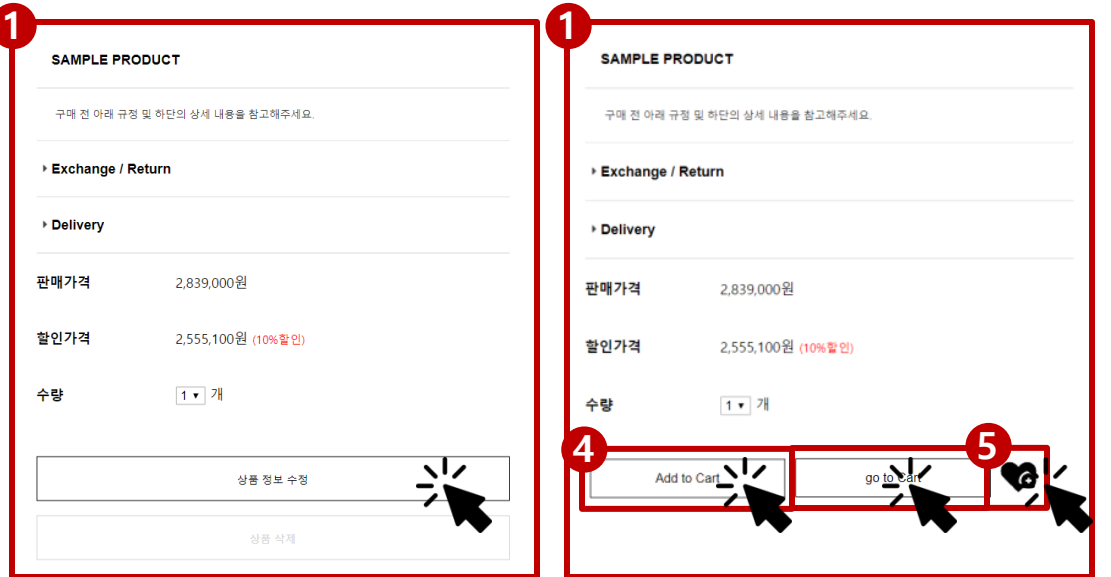 1
SAMPLE PRODUCT
구매 전 아래 규정 및 하단의 상세 내용을 참고해주세요.
Exchange / Return
Delivery
판매가격 2,839,000원
할인가격 2,555,100원 (10%할인)
수량 1 개
상품 정보 수정
상품 삭제
1
SAMPLE PRODUCT
구매 전 아래 규정 및 하단의 상세 내용을 참고해주세요.
Exchange / Return
Delivery
판매가격 2,839,000원
할인가격 2,555,100원 (10%할인)
수량 1 개
4
Add to Cart
go to Cart
5